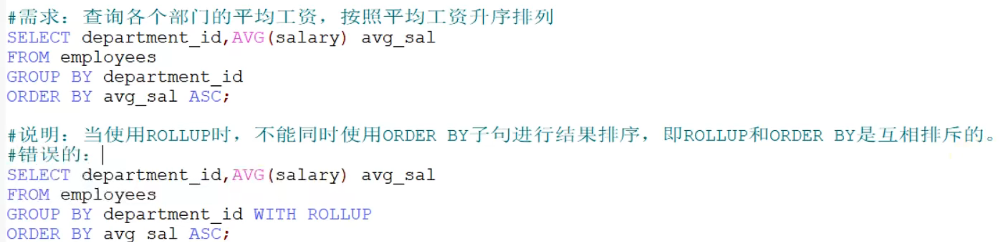 #需求：查询各个部门的平均工资，按照平均工资升序排列
SELECT department_id,AVG(salary) avg_sal
FROM employees
GROUP BY department_id
ORDER BY avg_sal ASC;
#说明：当使用ROLLUP时，不能同时使用ORDER BY子句进行结果排序，即ROLLUP和ORDER BY是互相排斥的。
#错误的：
SELECT department_id,AVG(salary) avg_sal
FROM employees
GROUP BY department_id WITH ROLLUP
ORDER BY avg_sal ASC;